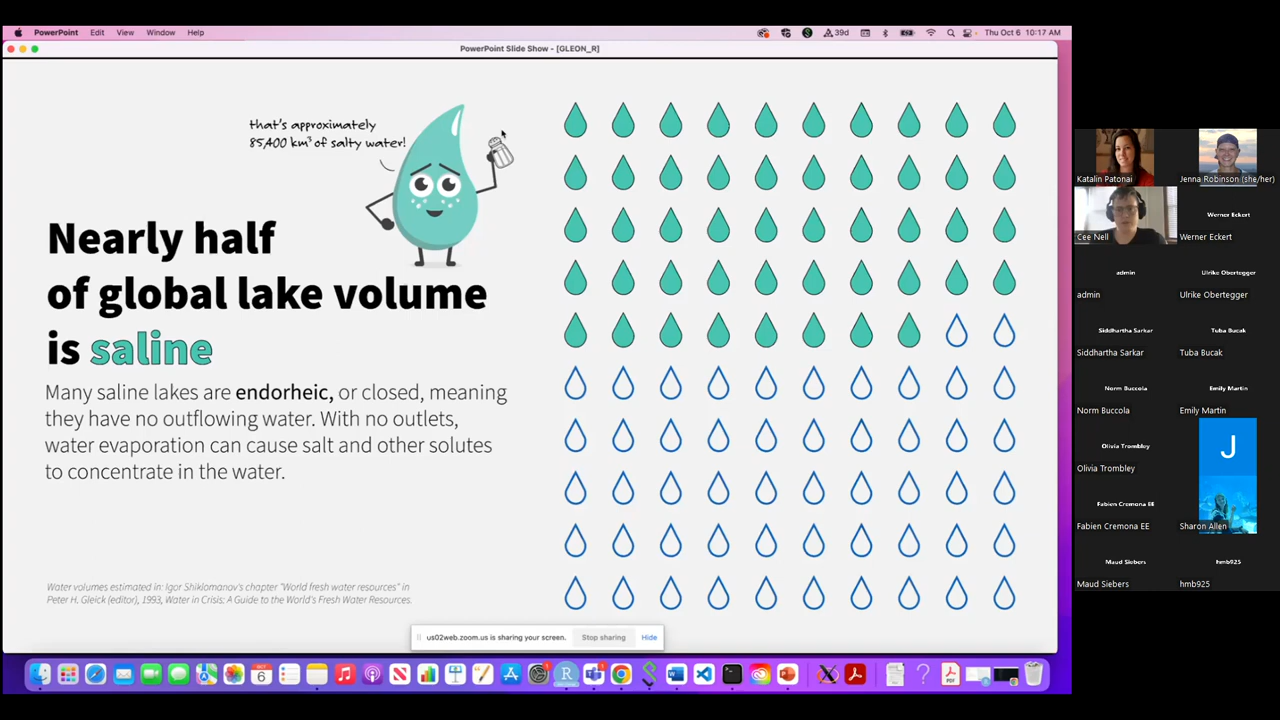 PowerPoint Edit View Window Help
39d Thu Oct 6 10:17 AM
PowerPoint Slide Show - [GLEON_R]
that's approximately
85,400 km³ of salty water!
Nearly half
of global lake volume
is saline
Many saline lakes are endorheic, or closed, meaning
they have no outflowing water. With no outlets,
water evaporation can cause salt and other solutes
to concentrate in the water.
Water volumes estimated in: Igor Shiklomanov's chapter "World fresh water resources" in
Peter H. Gleick (editor), 1993, Water in Crisis: A Guide to the World's Fresh Water Resources.
us02web.zoom.us is sharing your screen. Stop sharing Hide
Katalin Patonai
Jenna Robinson (she/her)
Cee Nell
Werner Eckert
Werner Eckert
admin
admin
Ulrike Obertegger
Ulrike Obertegger
Siddhartha Sarkar
Siddhartha Sarkar
Tuba Bucak
Tuba Bucak
Norm Buccola
Norm Buccola
Emily Martin
Emily Martin
Olivia Trombley
Olivia Trombley
J
Fabien Cremona EE
Fabien Cremona EE
Sharon Allen
Maud Siebers
Maud Siebers
hmb925
hmb925